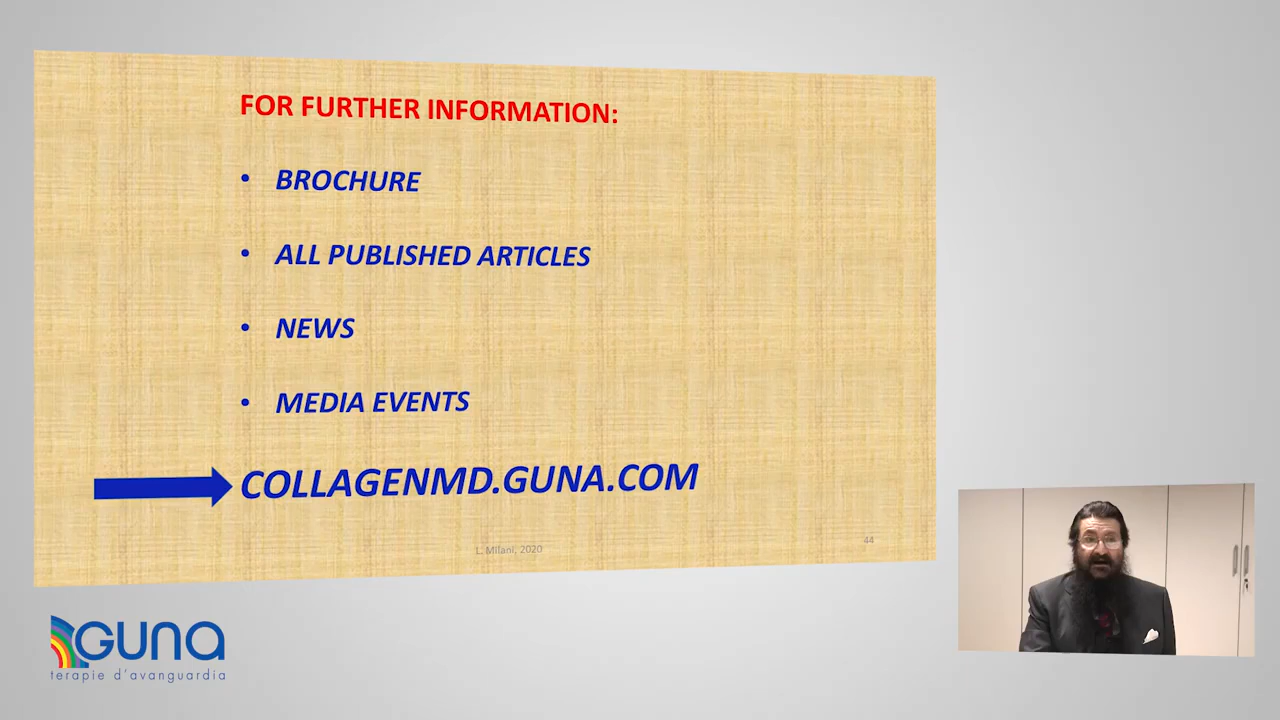 FOR FURTHER INFORMATION:
• BROCHURE
• ALL PUBLISHED ARTICLES
• NEWS
• MEDIA EVENTS
COLLAGENMD.GUNA.COM
L. Milani, 2020
44
GUNA
terapie d'avanguardia